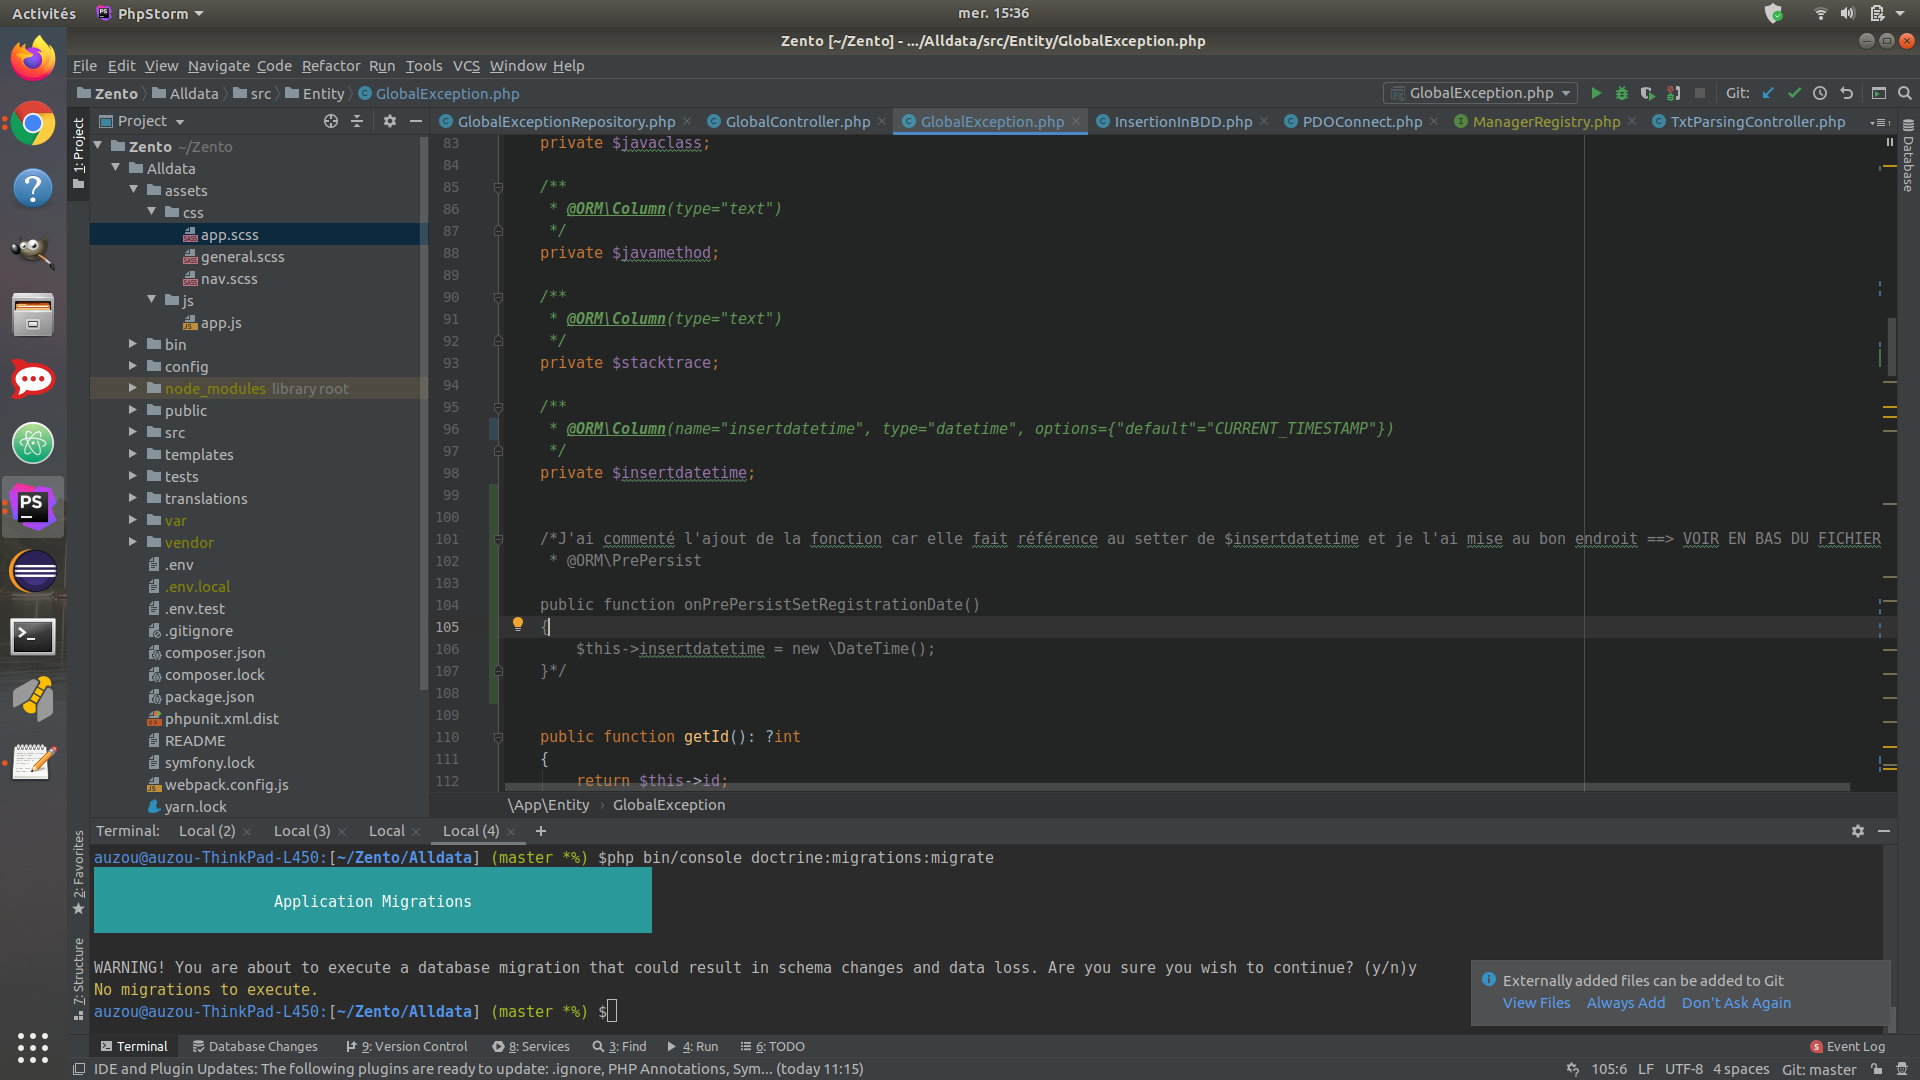 Activités
PhpStorm
mer. 15:36
Zento [~/Zento] - .../Alldata/src/Entity/GlobalException.php
File Edit View Navigate Code Refactor Run Tools VCS Window Help
Zento Alldata src Entity GlobalException.php
GlobalException.php
Git:
1: Project
Project
GlobalExceptionRepository.php
GlobalController.php
GlobalException.php
InsertionInBDD.php
PDOConnect.php
ManagerRegistry.php
TxtParsingController.php
Database
Zento ~/Zento
Alldata
assets
css
app.scss
general.scss
nav.scss
js
app.js
bin
config
node_modules library root
public
src
templates
tests
translations
var
vendor
.env
.env.local
.env.test
.gitignore
composer.json
composer.lock
package.json
phpunit.xml.dist
README
symfony.lock
webpack.config.js
yarn.lock
83 private $javaclass;
84
85 /**
86 * @ORM\Column(type="text")
87 */
88 private $javamethod;
89
90 /**
91 * @ORM\Column(type="text")
92 */
93 private $stacktrace;
94
95 /**
96 * @ORM\Column(name="insertdatetime", type="datetime", options={"default"="CURRENT_TIMESTAMP"})
97 */
98 private $insertdatetime;
99
100
101 /*J'ai commenté l'ajout de la fonction car elle fait référence au setter de $insertdatetime et je l'ai mise au bon endroit ==> VOIR EN BAS DU FICHIER
102 * @ORM\PrePersist
103
104 public function onPrePersistSetRegistrationDate()
105 {
106 $this->insertdatetime = new \DateTime();
107 }*/
108
109
110 public function getId(): ?int
111 {
112 return $this->id;
\App\Entity GlobalException
2: Favorites
7: Structure
Terminal: Local (2) Local (3) Local Local (4)
auzou@auzou-ThinkPad-L450:[~/Zento/Alldata] (master *%) $php bin/console doctrine:migrations:migrate
Application Migrations
WARNING! You are about to execute a database migration that could result in schema changes and data loss. Are you sure you wish to continue? (y/n)y
No migrations to execute.
auzou@auzou-ThinkPad-L450:[~/Zento/Alldata] (master *%) $
Externally added files can be added to Git
View Files Always Add Don't Ask Again
Terminal Database Changes 9: Version Control 8: Services 3: Find 4: Run 6: TODO
5 Event Log
IDE and Plugin Updates: The following plugins are ready to update: .ignore, PHP Annotations, Sym... (today 11:15)
105:6 LF UTF-8 4 spaces Git: master